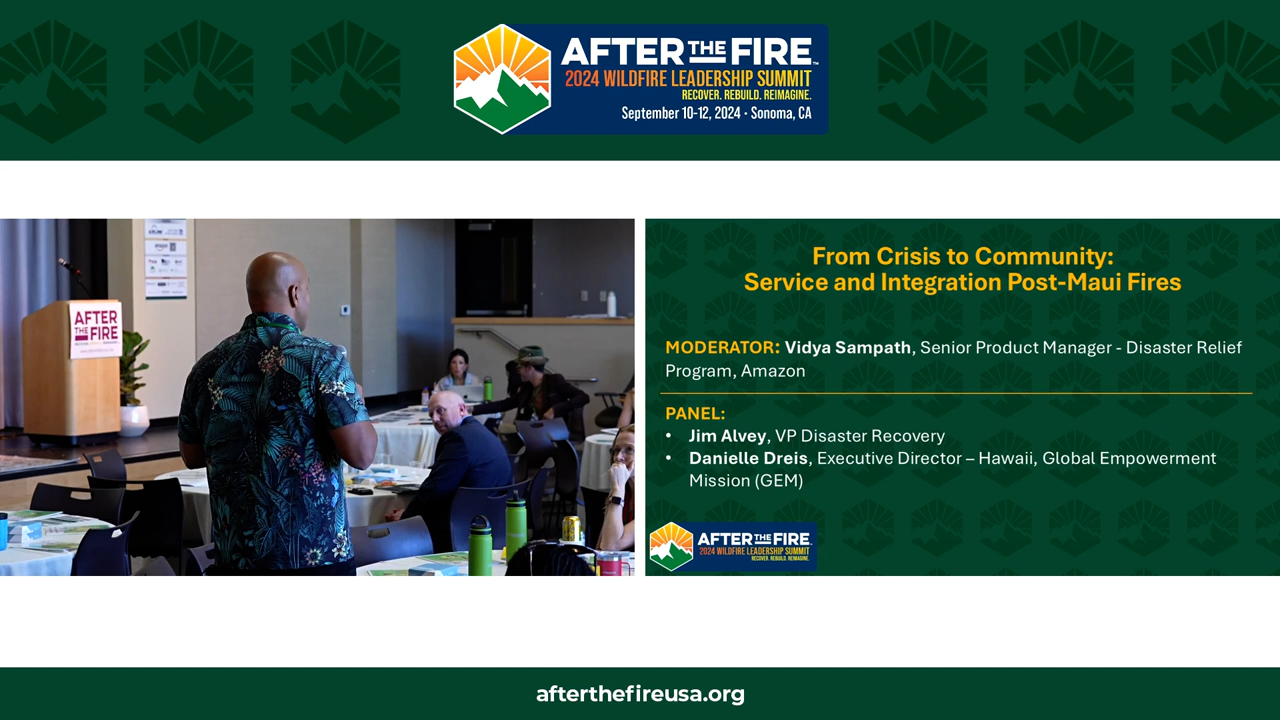 AFTER THE FIRE™
2024 WILDFIRE LEADERSHIP SUMMIT
RECOVER. REBUILD. REIMAGINE.
September 10-12, 2024 · Sonoma, CA
AFTER
THE FIRE
From Crisis to Community:
Service and Integration Post-Maui Fires
MODERATOR: Vidya Sampath, Senior Product Manager - Disaster Relief
Program, Amazon
PANEL:
• Jim Alvey, VP Disaster Recovery
• Danielle Dreis, Executive Director – Hawaii, Global Empowerment
Mission (GEM)
AFTER THE FIRE
2024 WILDFIRE LEADERSHIP SUMMIT
RECOVER. REBUILD. REIMAGINE.
afterthefireusa.org